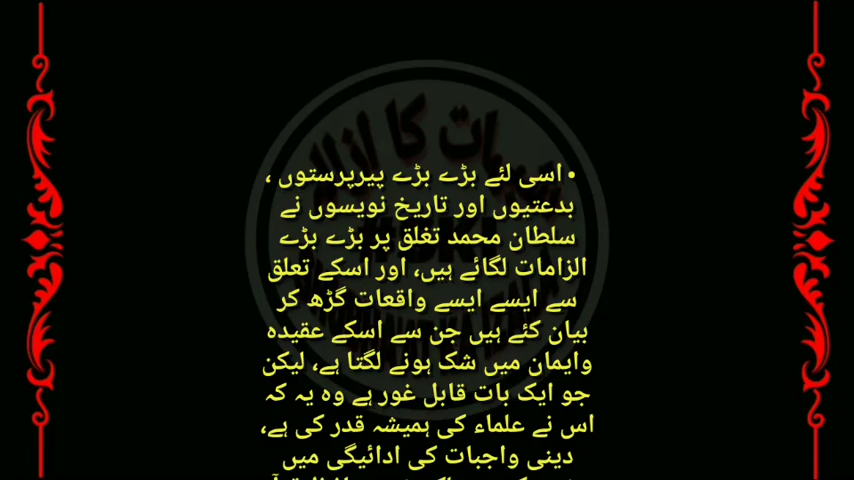 • اسی لئے بڑے بڑے پیرپرستوں ،
بدعتیوں اور تاریخ نویسوں نے
سلطان محمد تغلق پر بڑے بڑے
الزامات لگائے ہیں، اور اسکے تعلق
سے ایسے ایسے واقعات گڑھ کر
بیان کئے ہیں جن سے اسکے عقیدہ
وایمان میں شک ہونے لگتا ہے، لیکن
جو ایک بات قابل غور ہے وہ یہ کہ
اس نے علماء کی ہمیشہ قدر کی ہے،
دینی واجبات کی ادائیگی میں